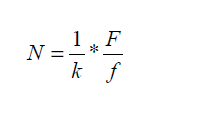 N = 1/k * F/f